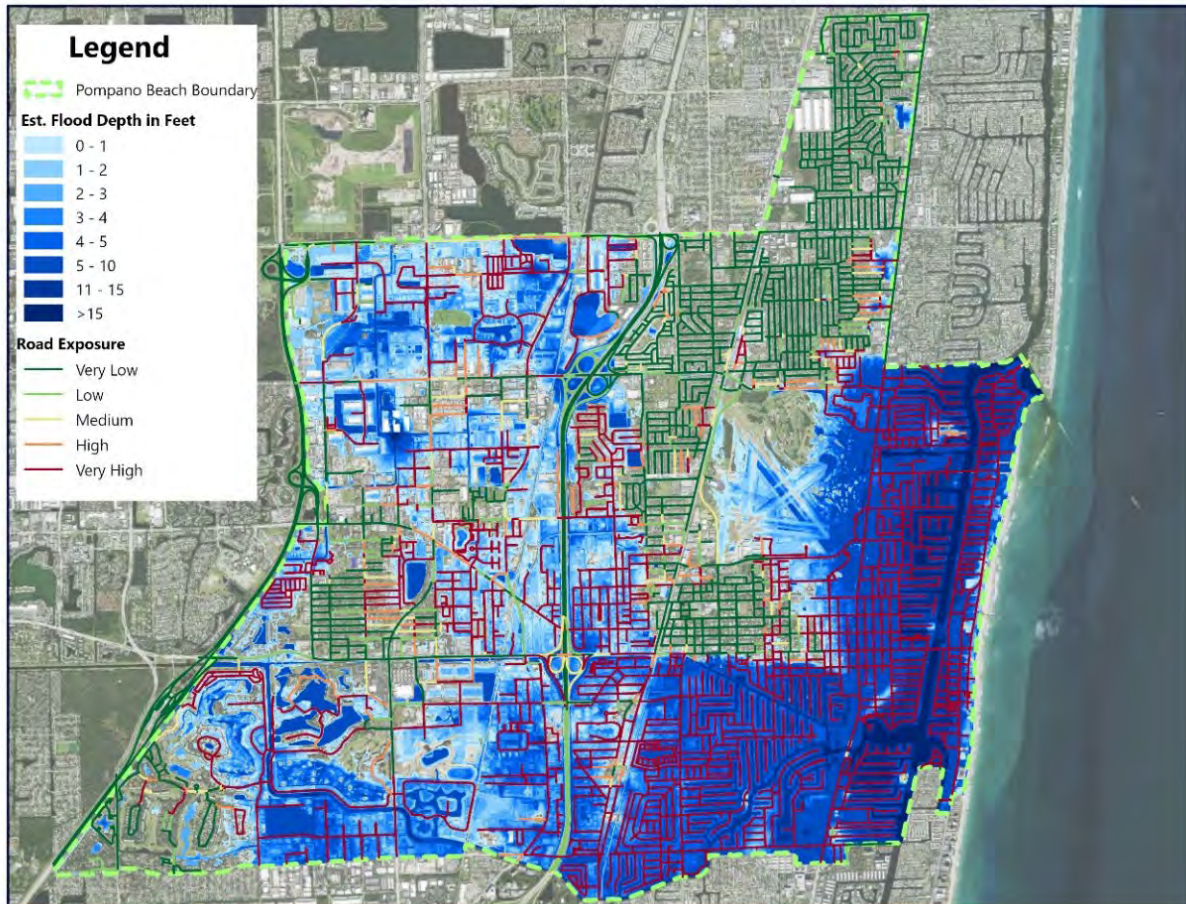 Legend
Pompano Beach Boundary
Est. Flood Depth in Feet
0 - 1
1 - 2
2 - 3
3 - 4
4 - 5
5 - 10
11 - 15
>15
Road Exposure
Very Low
Low
Medium
High
Very High